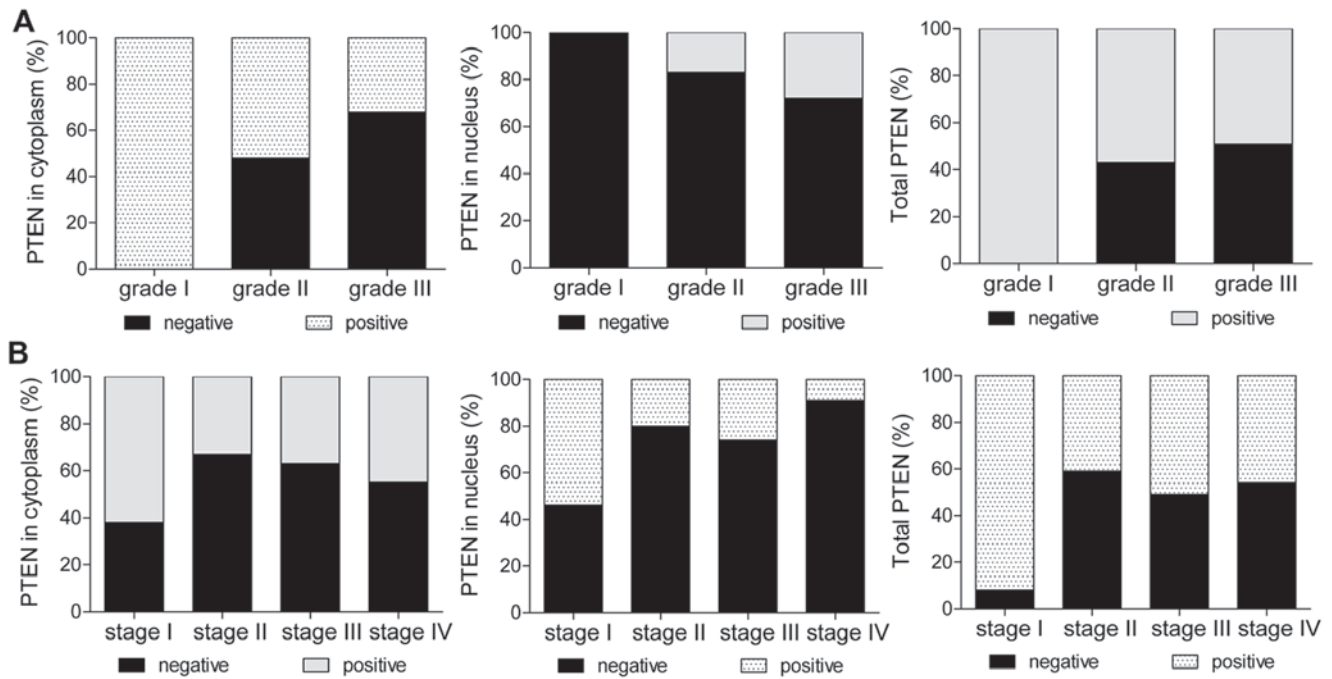 A
PTEN in cytoplasm (%)
100
80
60
40
20
0
grade I grade II grade III
negative positive
PTEN in nucleus (%)
100
80
60
40
20
0
grade I grade II grade III
negative positive
Total PTEN (%)
100
80
60
40
20
0
grade I grade II grade III
negative positive
B
PTEN in cytoplasm (%)
100
80
60
40
20
0
stage I stage II stage III stage IV
negative positive
PTEN in nucleus (%)
100
80
60
40
20
0
stage I stage II stage III stage IV
negative positive
Total PTEN (%)
100
80
60
40
20
0
stage I stage II stage III stage IV
negative positive